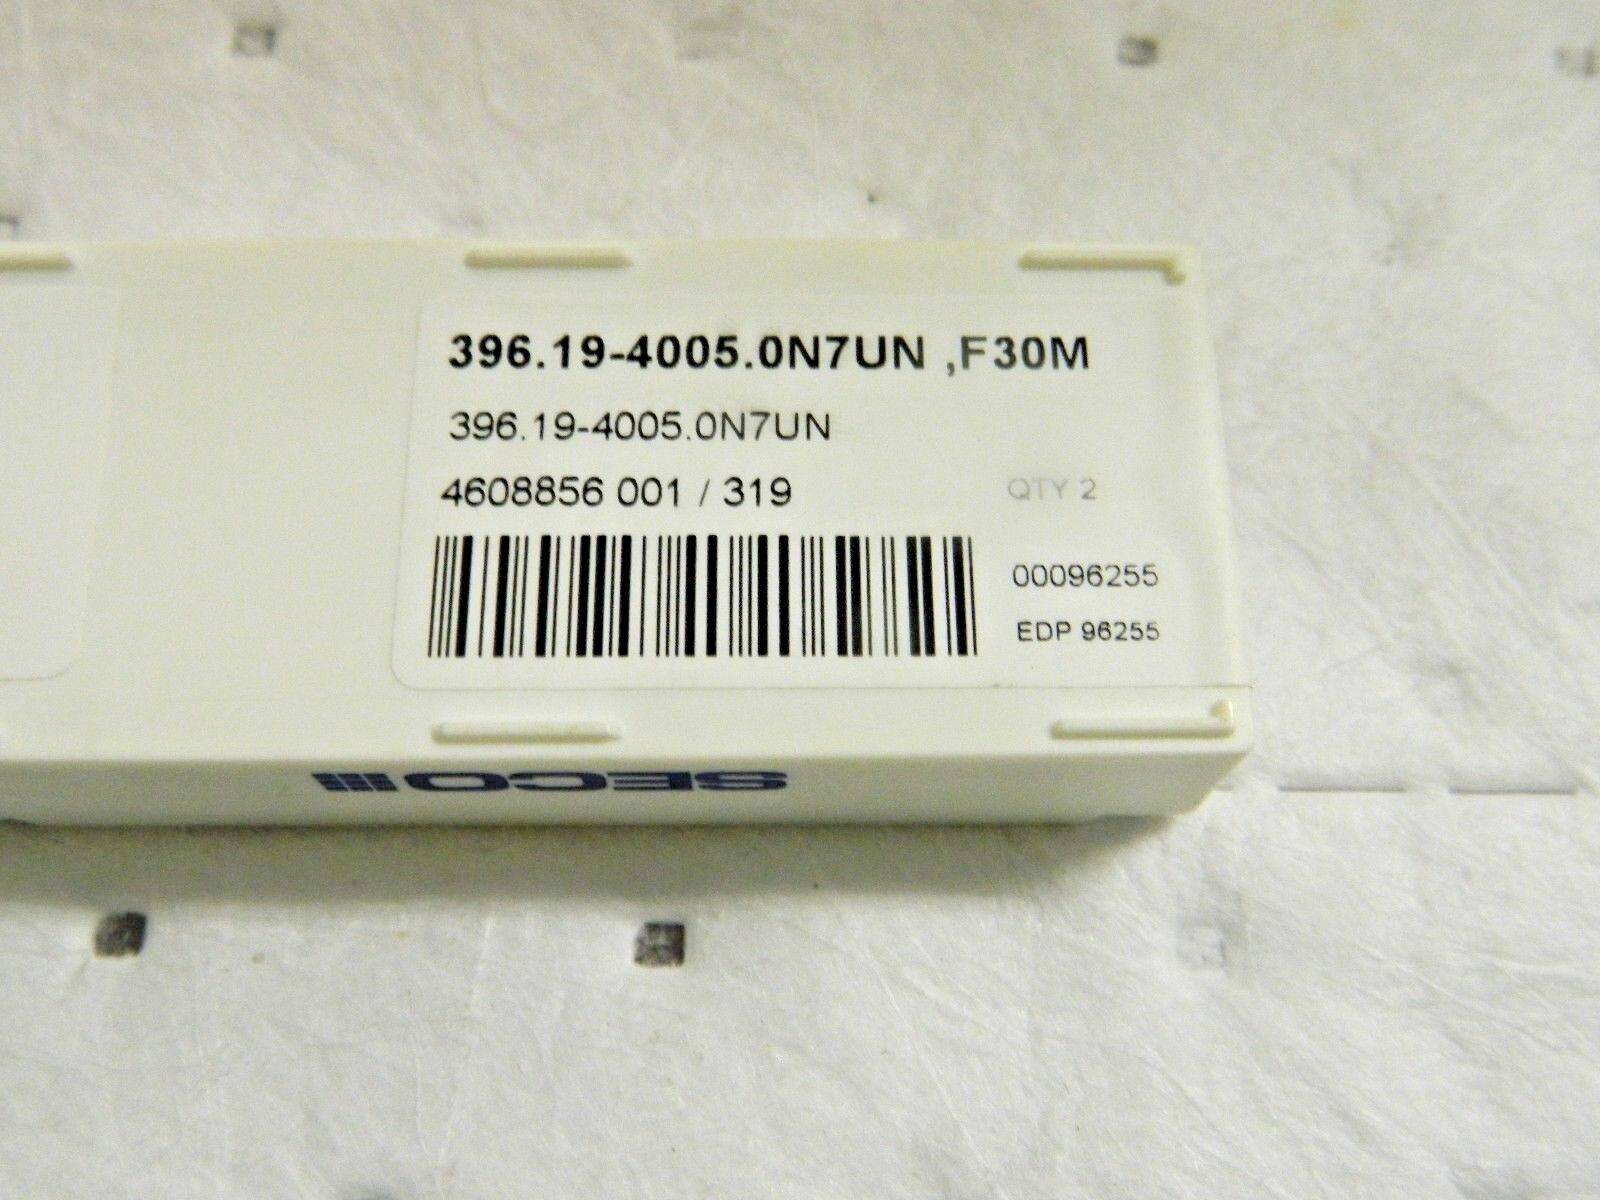 396.19-4005.0N7UN ,F30M
396.19-4005.0N7UN
4608856 001 / 319 QTY 2
00096255
EDP 96255
SECO